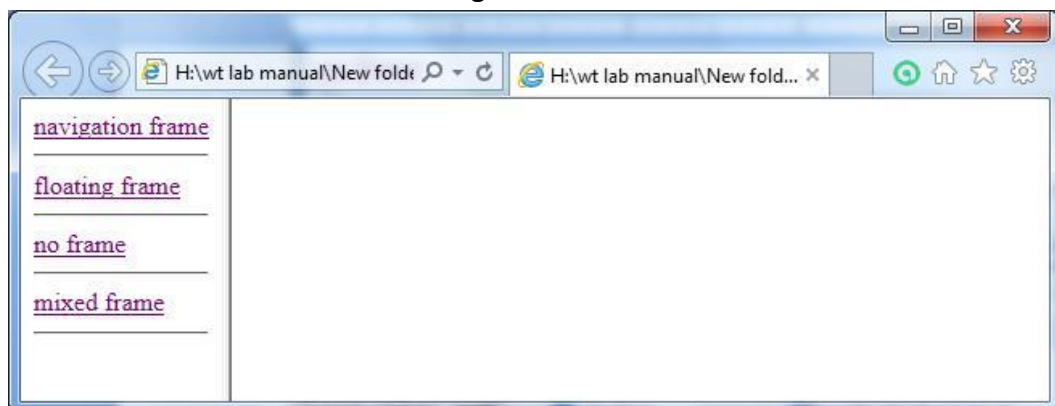 H:\wt lab manual\New folde
H:\wt lab manual\New fold...
navigation frame
floating frame
no frame
mixed frame